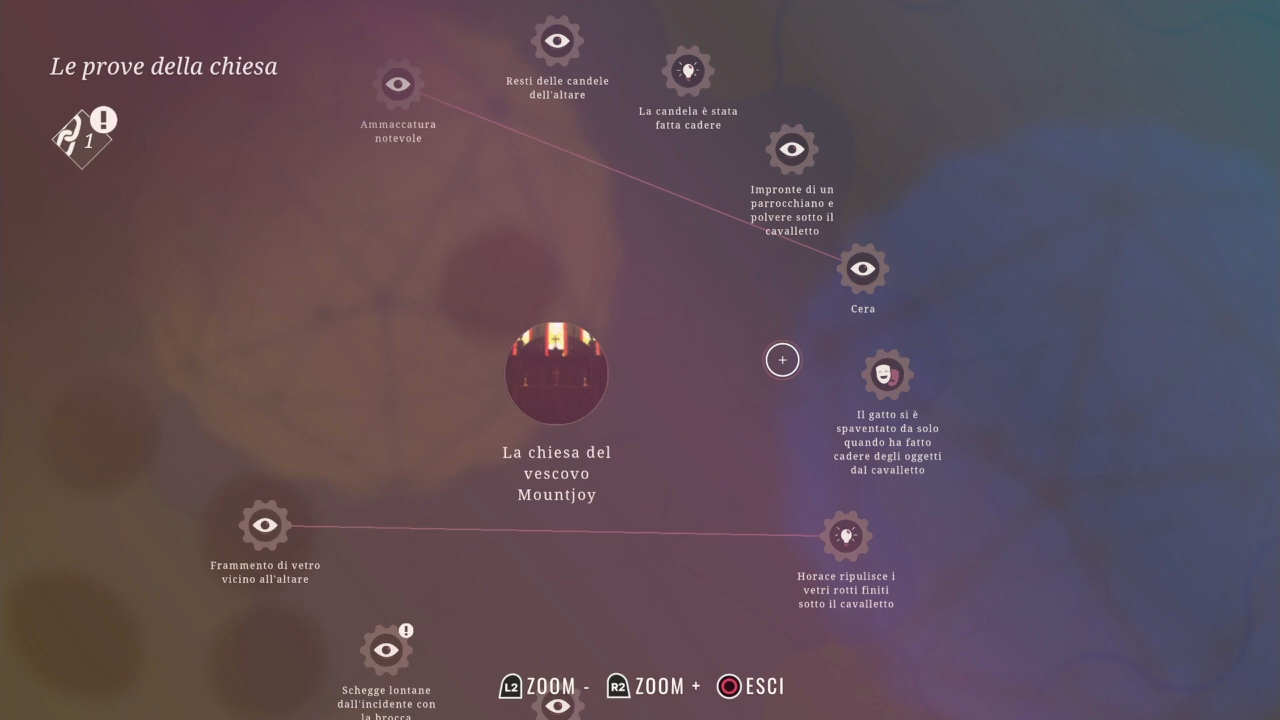 Le prove della chiesa
1
Resti delle candele
dell'altare
La candela è stata
fatta cadere
Ammaccatura
notevole
Impronte di un
parrocchiano e
polvere sotto il
cavalletto
Cera
Il gatto si è
spaventato da solo
quando ha fatto
cadere degli oggetti
dal cavalletto
La chiesa del
vescovo
Mountjoy
Frammento di vetro
vicino all'altare
Horace ripulisce i
vetri rotti finiti
sotto il cavalletto
Schegge lontane
dall'incidente con
la brocca
L2 ZOOM - R2 ZOOM + ESCI